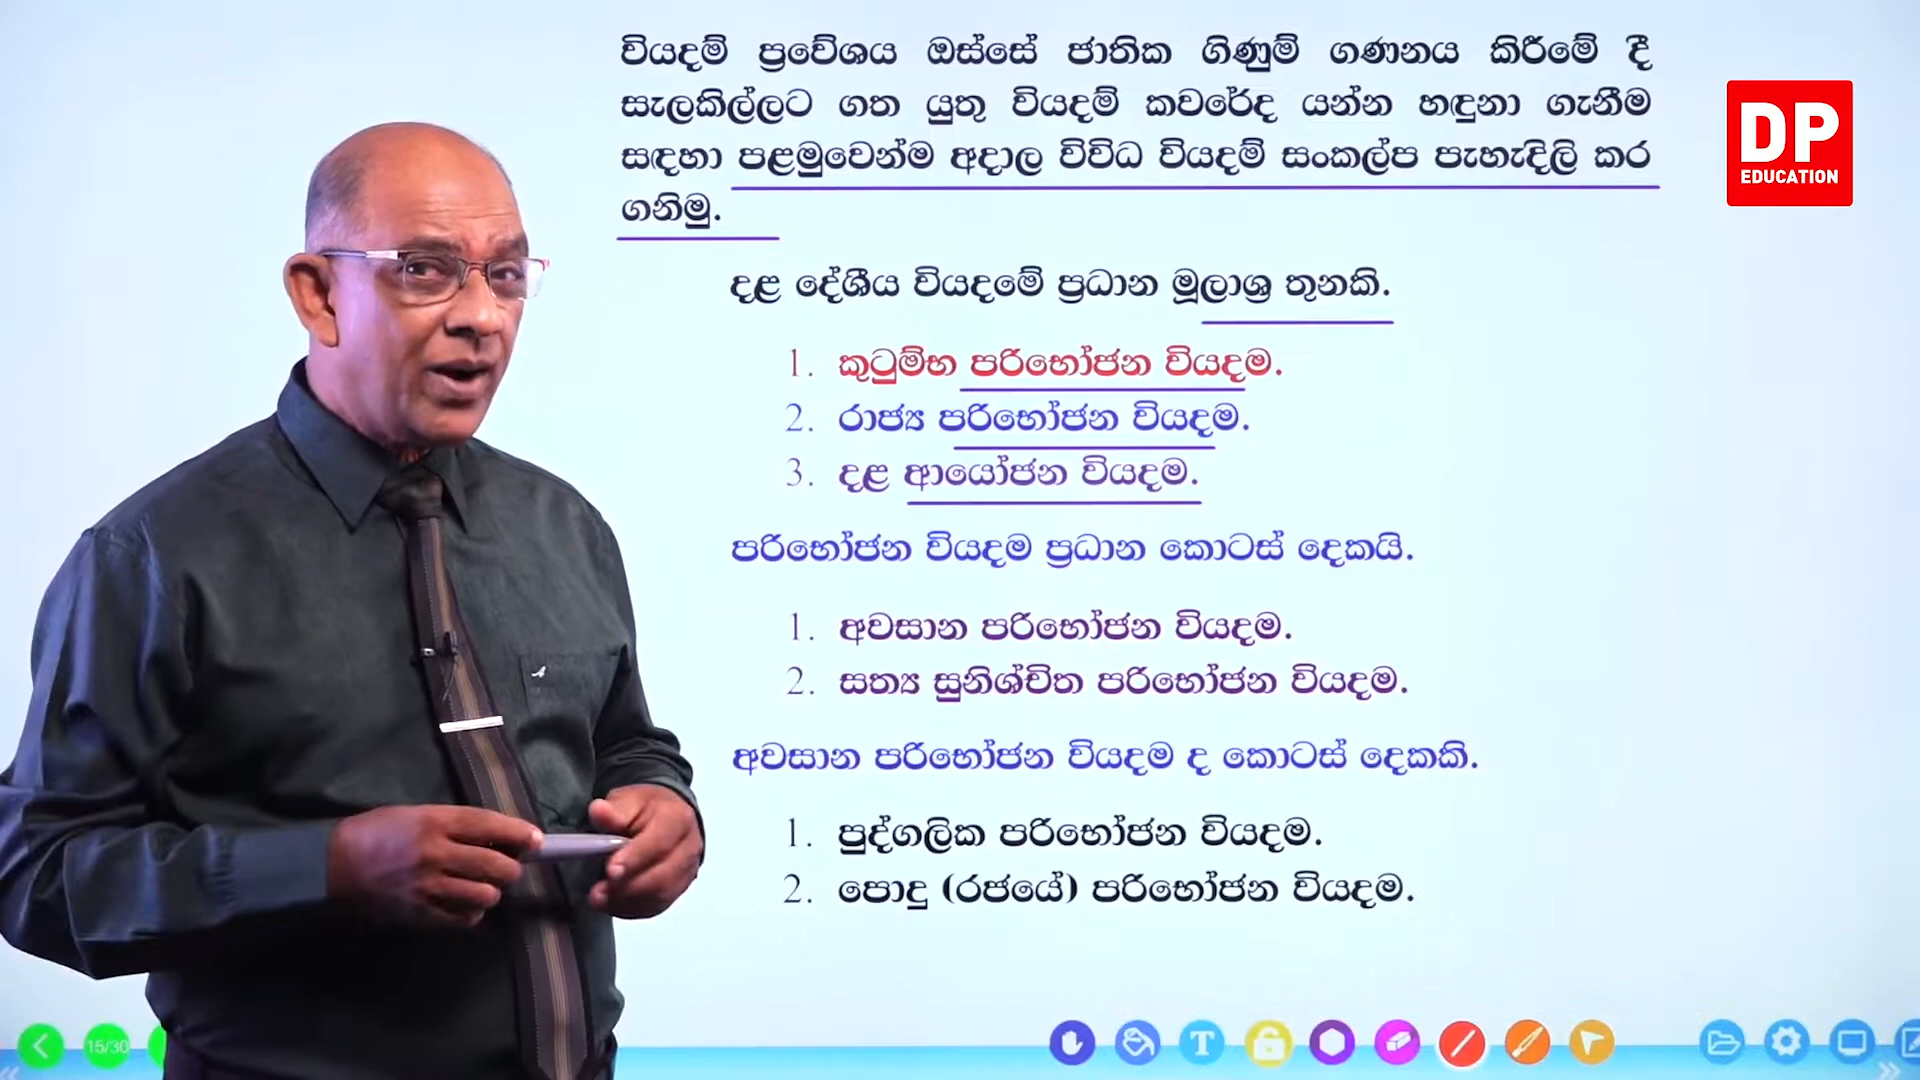 වියදම් ප්‍රවේශය ඔස්සේ ජාතික ගිණුම් ගණනය කිරීමේ දී
සැලකිල්ලට ගත යුතු වියදම් කවරේද යන්න හඳුනා ගැනීම
සඳහා පළමුවෙන්ම අදාල විවිධ වියදම් සංකල්ප පැහැදිලි කර
ගනිමු.
DP
EDUCATION
දළ දේශීය වියදමේ ප්‍රධාන මූලාශ්‍ර තුනකි.
1. කුටුම්භ පරිභෝජන වියදම.
2. රාජ්‍ය පරිභෝජන වියදම.
3. දළ ආයෝජන වියදම.
පරිභෝජන වියදම ප්‍රධාන කොටස් දෙකයි.
1. අවසාන පරිභෝජන වියදම.
2. සත්‍ය සුනිශ්චිත පරිභෝජන වියදම.
අවසාන පරිභෝජන වියදම ද කොටස් දෙකකි.
1. පුද්ගලික පරිභෝජන වියදම.
2. පොදු (රජයේ) පරිභෝජන වියදම.
15/30
T